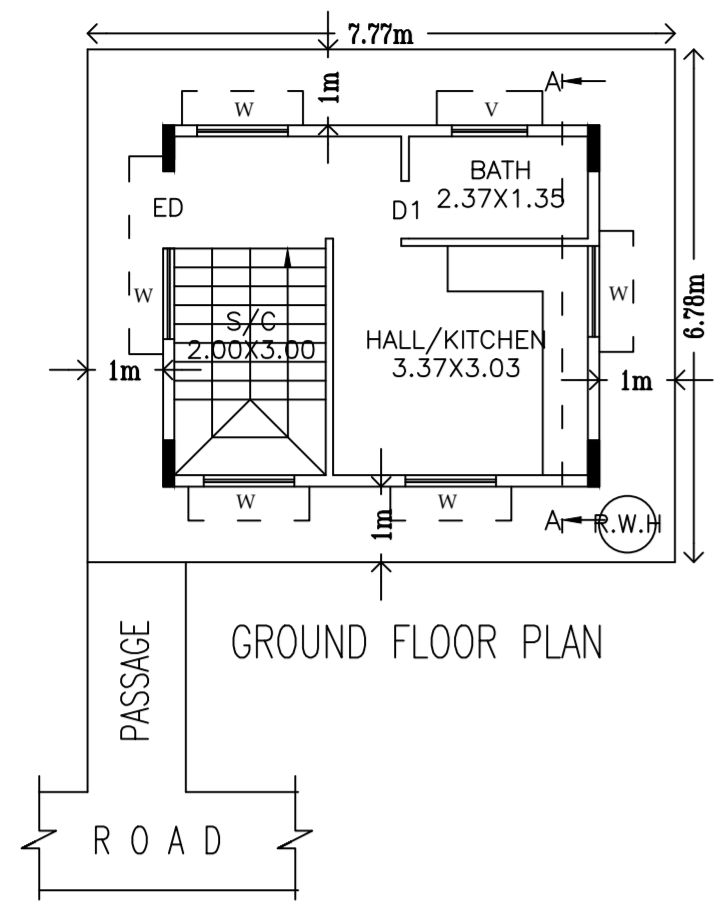 7.77m
1m
A
W
V
BATH
2.37X1.35
ED
D1
W
W
6.78m
S/C
2.00X3.00
HALL/KITCHEN
3.37X3.03
1m
1m
W
W
1m
A
R.W.H
GROUND FLOOR PLAN
PASSAGE
ROAD